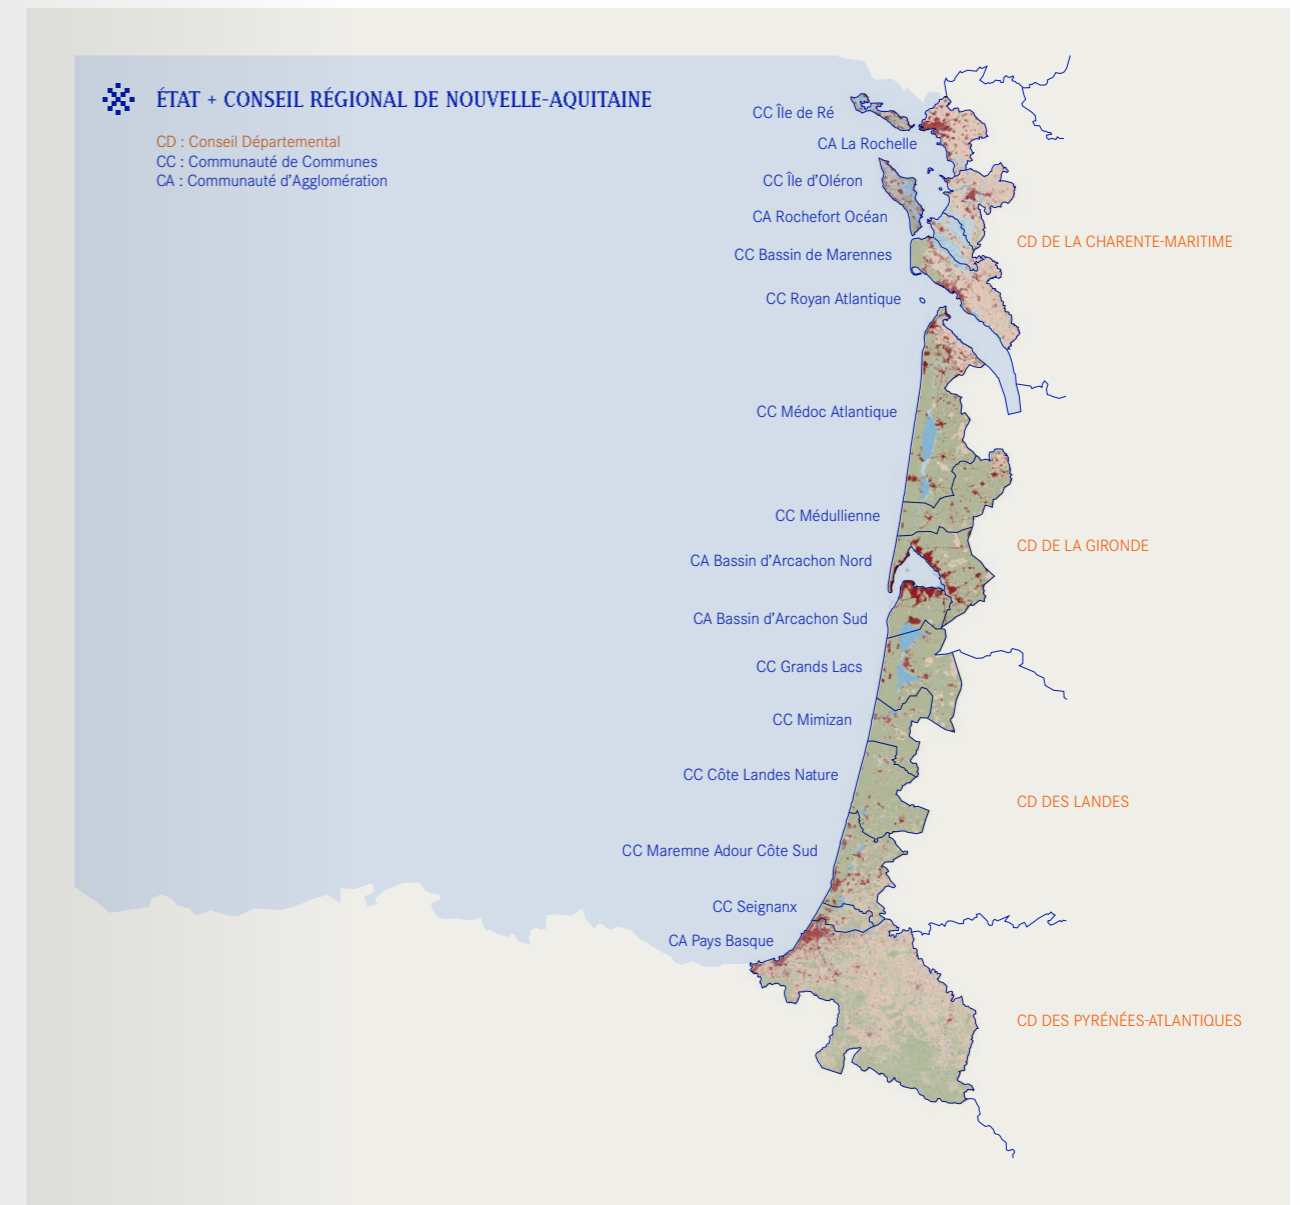 ÉTAT + CONSEIL RÉGIONAL DE NOUVELLE-AQUITAINE
CD : Conseil Départemental
CC : Communauté de Communes
CA : Communauté d'Agglomération
CC Île de Ré
CA La Rochelle
CC Île d'Oléron
CA Rochefort Océan
CC Bassin de Marennes
CC Royan Atlantique
CC Médoc Atlantique
CC Médullienne
CA Bassin d'Arcachon Nord
CA Bassin d'Arcachon Sud
CC Grands Lacs
CC Mimizan
CC Côte Landes Nature
CC Maremne Adour Côte Sud
CC Seignanx
CA Pays Basque
CD DE LA CHARENTE-MARITIME
CD DE LA GIRONDE
CD DES LANDES
CD DES PYRÉNÉES-ATLANTIQUES